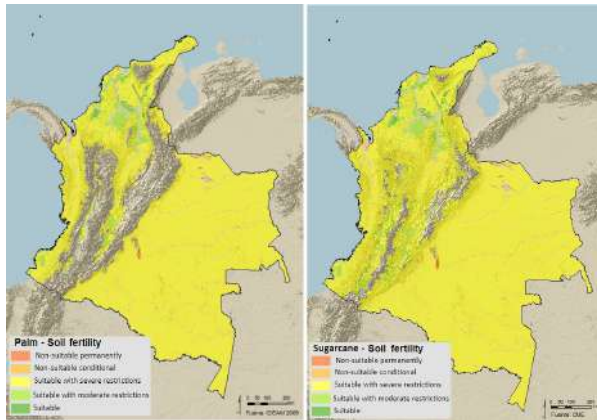 Palm - Soil fertility
Non-suitable permanently
Non-suitable conditional
Suitable with severe restrictions
Suitable with moderate restrictions
Suitable
Sugarcane - Soil fertility
Non-suitable permanently
Non-suitable conditional
Suitable with severe restrictions
Suitable with moderate restrictions
Suitable